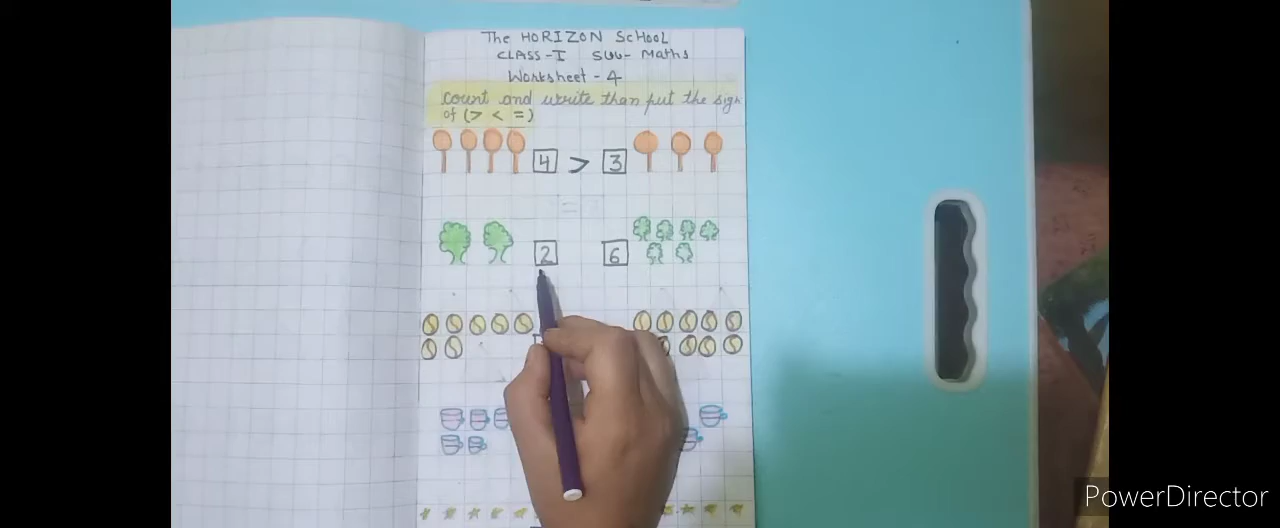 The HORIZON SCHOOL
CLASS-I SUB- Maths
Worksheet - 4
count and write than put the sign
of (> < =)
4 > 3
2 6
PowerDirector